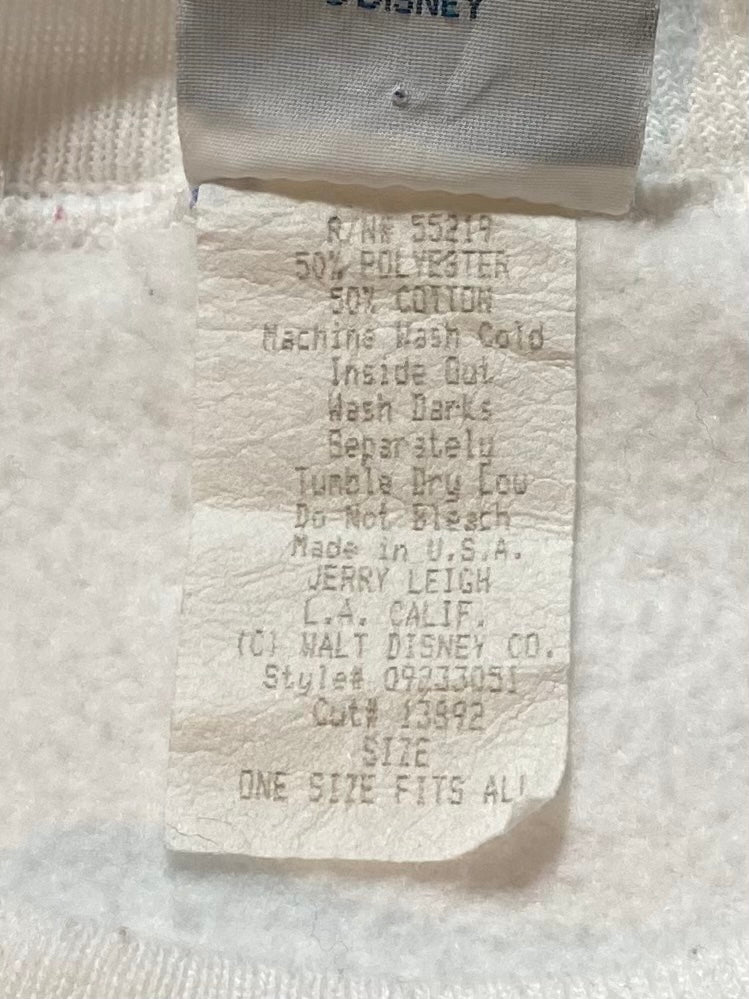 © DISNEY
R/N# 55219
50% POLYESTER
50% COTTON
Machine Wash Cold
Inside Out
Wash Darks
Separately
Tumble Dry Low
Do Not Bleach
Made in U.S.A.
JERRY LEIGH
L.A. CALIF.
(C) WALT DISNEY CO.
Style# 09233051
Cut# 13892
SIZE
ONE SIZE FITS ALL